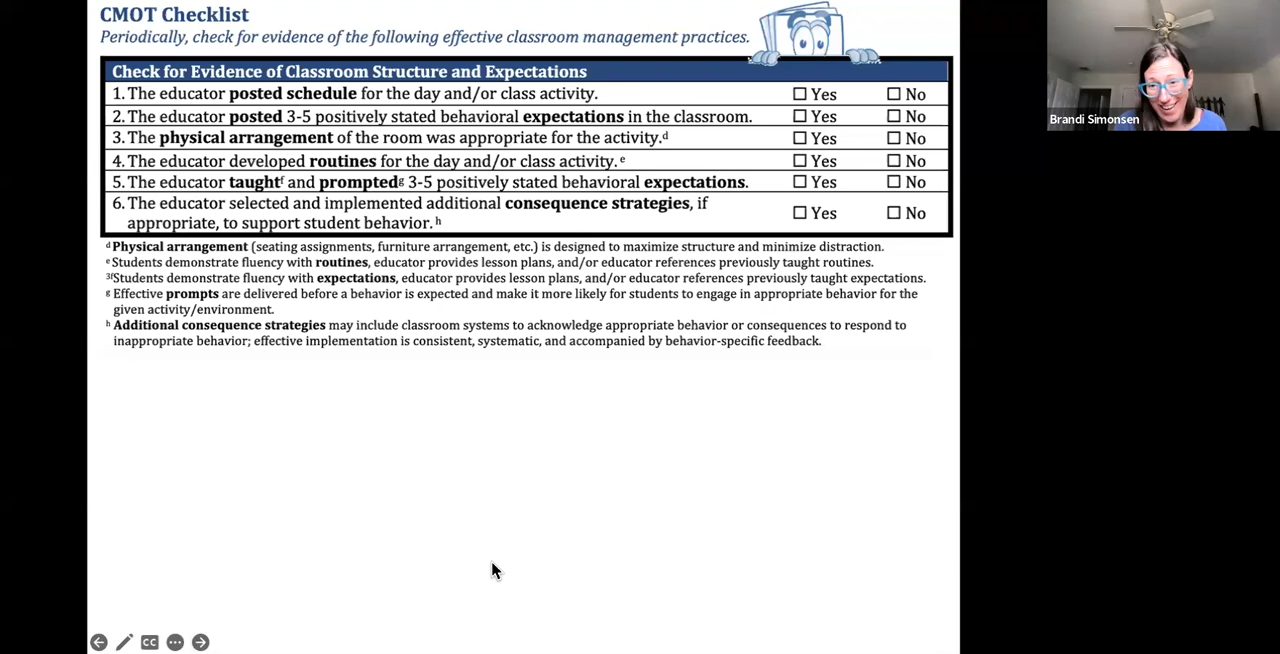 CMOT Checklist
Periodically, check for evidence of the following effective classroom management practices.
Check for Evidence of Classroom Structure and Expectations
1. The educator posted schedule for the day and/or class activity. ☐ Yes ☐ No
2. The educator posted 3-5 positively stated behavioral expectations in the classroom. ☐ Yes ☐ No
3. The physical arrangement of the room was appropriate for the activity.ᵈ ☐ Yes ☐ No
4. The educator developed routines for the day and/or class activity. ᵉ ☐ Yes ☐ No
5. The educator taughtᶠ and promptedᵍ 3-5 positively stated behavioral expectations. ☐ Yes ☐ No
6. The educator selected and implemented additional consequence strategies, if
appropriate, to support student behavior. ʰ ☐ Yes ☐ No
ᵈ Physical arrangement (seating assignments, furniture arrangement, etc.) is designed to maximize structure and minimize distraction.
ᵉ Students demonstrate fluency with routines, educator provides lesson plans, and/or educator references previously taught routines.
³ᶠStudents demonstrate fluency with expectations, educator provides lesson plans, and/or educator references previously taught expectations.
ᵍ Effective prompts are delivered before a behavior is expected and make it more likely for students to engage in appropriate behavior for the
given activity/environment.
ʰ Additional consequence strategies may include classroom systems to acknowledge appropriate behavior or consequences to respond to
inappropriate behavior; effective implementation is consistent, systematic, and accompanied by behavior-specific feedback.
Brandi Simonsen
CC